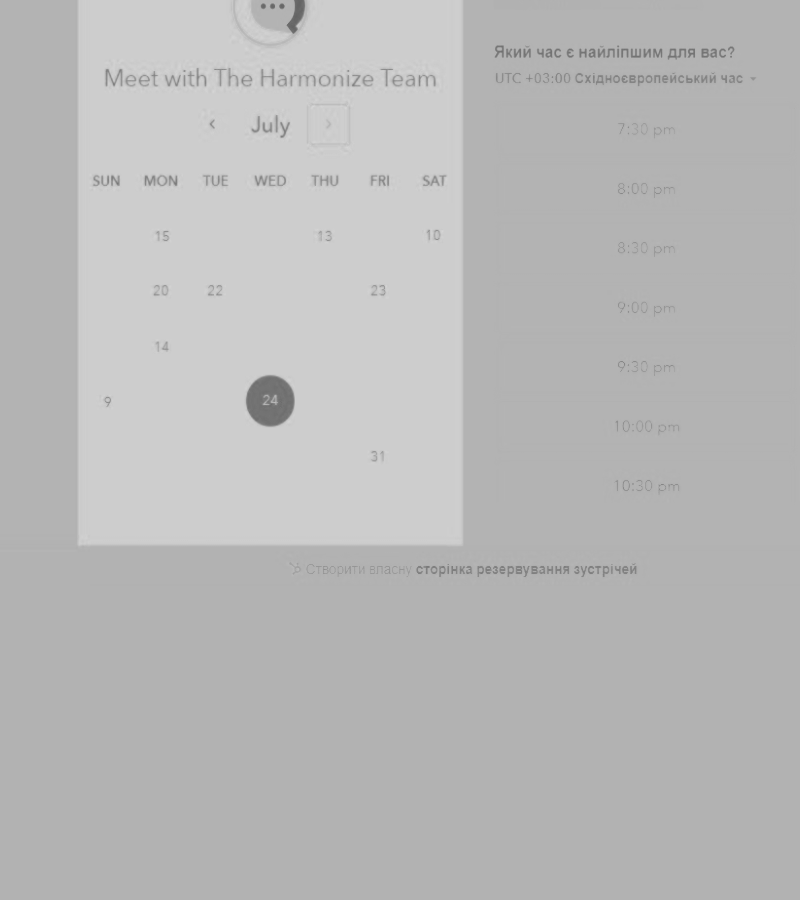 Meet with The Harmonize Team
July
SUN MON TUE WED THU FRI SAT
15 13 10
20 22 23
14
9 24
31
Який час є найліпшим для вас?
UTC +03:00 Східноєвропейський час
7:30 pm
8:00 pm
8:30 pm
9:00 pm
9:30 pm
10:00 pm
10:30 pm
Створити власну сторінка резервування зустрічей